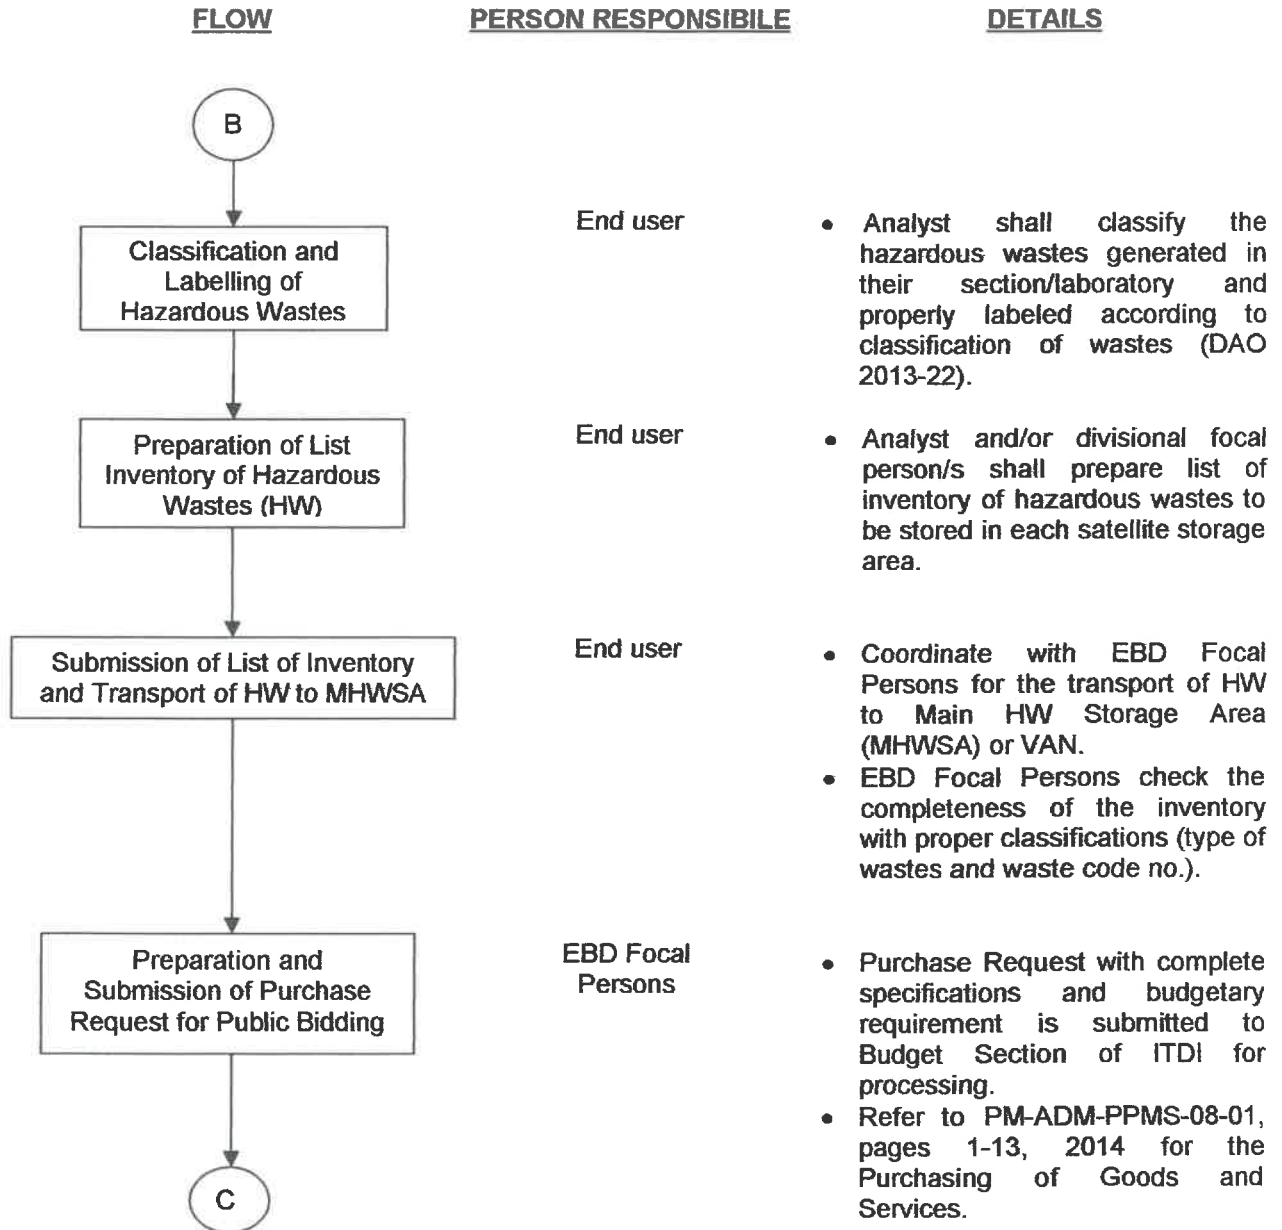 FLOW
PERSON RESPONSIBILE
DETAILS
B
Classification and
Labelling of
Hazardous Wastes
End user
• Analyst shall classify the
hazardous wastes generated in
their section/laboratory and
properly labeled according to
classification of wastes (DAO
2013-22).
Preparation of List
Inventory of Hazardous
Wastes (HW)
End user
• Analyst and/or divisional focal
person/s shall prepare list of
inventory of hazardous wastes to
be stored in each satellite storage
area.
Submission of List of Inventory
and Transport of HW to MHWSA
End user
• Coordinate with EBD Focal
Persons for the transport of HW
to Main HW Storage Area
(MHWSA) or VAN.
• EBD Focal Persons check the
completeness of the inventory
with proper classifications (type of
wastes and waste code no.).
Preparation and
Submission of Purchase
Request for Public Bidding
EBD Focal
Persons
• Purchase Request with complete
specifications and budgetary
requirement is submitted to
Budget Section of ITDI for
processing.
• Refer to PM-ADM-PPMS-08-01,
pages 1-13, 2014 for the
Purchasing of Goods and
Services.
C